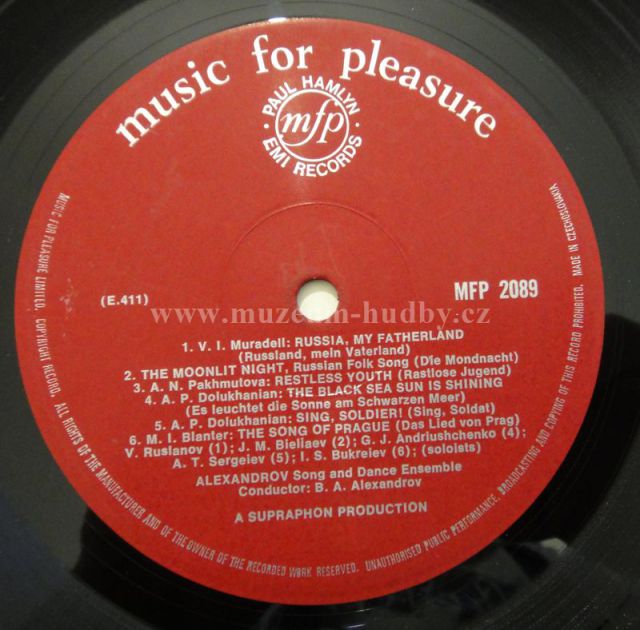 music for pleasure
PAUL HAMLYN
mfp
EMI RECORDS
(E.411)
MFP 2089
www.muzeum-hudby.cz
1. V. I. Muradeli: RUSSIA, MY FATHERLAND
(Russland, mein Vaterland)
2. THE MOONLIT NIGHT, Russian Folk Song (Die Mondnacht)
3. A. N. Pakhmutova: RESTLESS YOUTH (Rastlose Jugend)
4. A. P. Dolukhanian: THE BLACK SEA SUN IS SHINING
(Es leuchtet die Sonne am Schwarzen Meer)
5. A. P. Dolukhanian: SING, SOLDIER! (Sing, Soldat)
6. M. I. Blanter: THE SONG OF PRAGUE (Das Lied von Prag)
V. Ruslanov (1); J. M. Bieliaev (2); G. J. Andriushchenko (4);
A. T. Sergeiev (5); I. S. Bukreiev (6); (soloists)
ALEXANDROV Song and Dance Ensemble
Conductor: B. A. Alexandrov
A SUPRAPHON PRODUCTION
MUSIC FOR PLEASURE LIMITED. COPYRIGHT RECORD. ALL RIGHTS OF THE MANUFACTURER AND OF THE OWNER OF THE RECORDED WORK RESERVED. UNAUTHORISED PUBLIC PERFORMANCE, BROADCASTING AND COPYING OF THIS RECORD PROHIBITED. MADE IN CZECHOSLOVAKIA